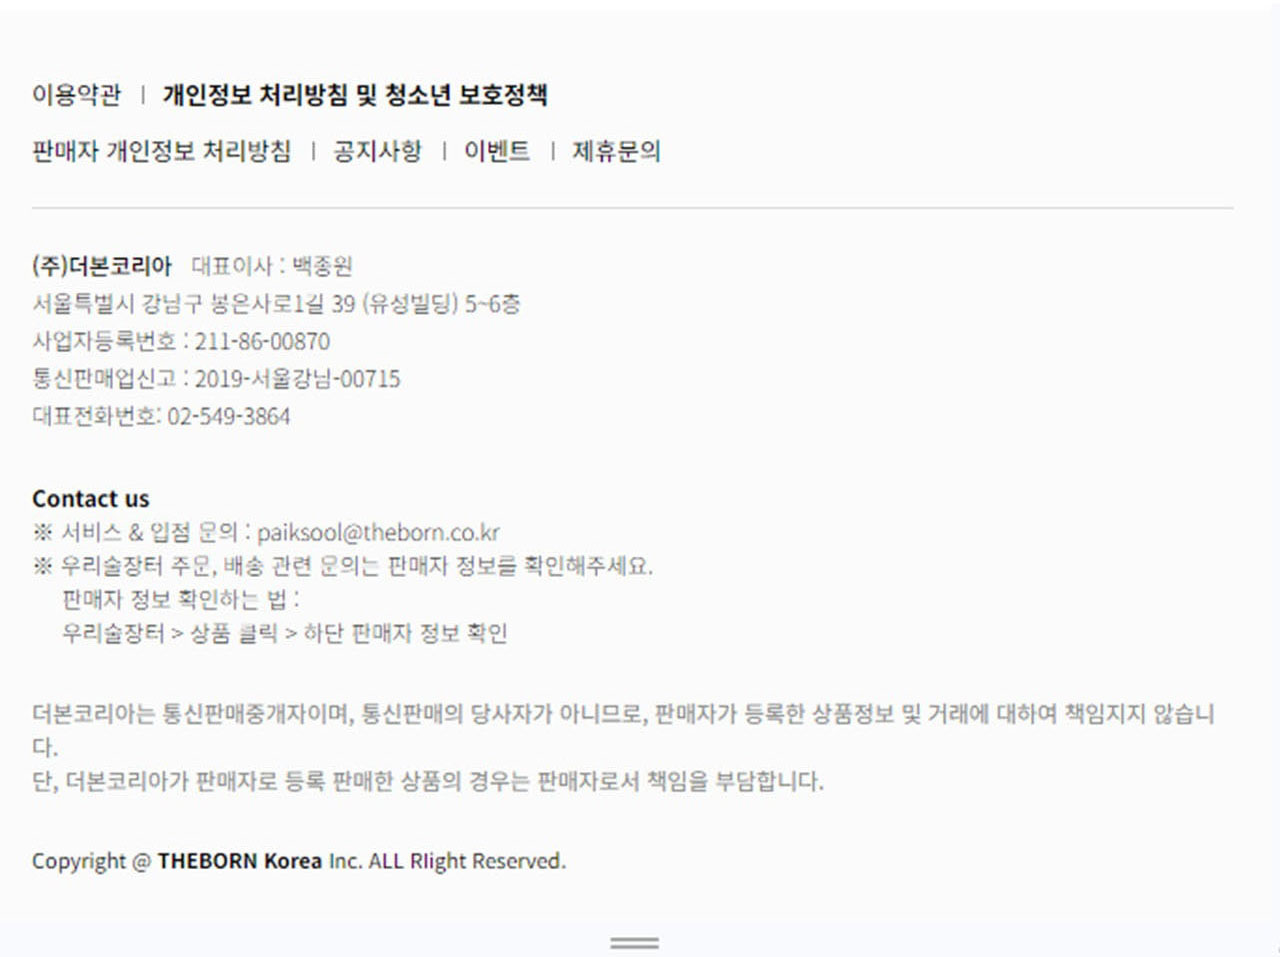 이용약관 | 개인정보 처리방침 및 청소년 보호정책
판매자 개인정보 처리방침 | 공지사항 | 이벤트 | 제휴문의
(주)더본코리아 대표이사 : 백종원
서울특별시 강남구 봉은사로1길 39 (유성빌딩) 5~6층
사업자등록번호 : 211-86-00870
통신판매업신고 : 2019-서울강남-00715
대표전화번호: 02-549-3864
Contact us
※ 서비스 & 입점 문의 : paiksool@theborn.co.kr
※ 우리술장터 주문, 배송 관련 문의는 판매자 정보를 확인해주세요.
판매자 정보 확인하는 법 :
우리술장터 > 상품 클릭 > 하단 판매자 정보 확인
더본코리아는 통신판매중개자이며, 통신판매의 당사자가 아니므로, 판매자가 등록한 상품정보 및 거래에 대하여 책임지지 않습니
다.
단, 더본코리아가 판매자로 등록 판매한 상품의 경우는 판매자로서 책임을 부담합니다.
Copyright @ THEBORN Korea Inc. ALL RIight Reserved.